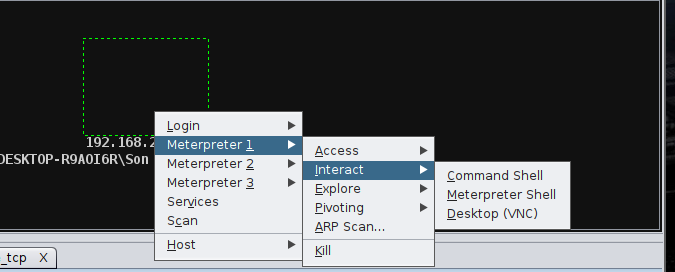 192.168.2
DESKTOP-R9AOI6R\Son
Login
Meterpreter 1
Meterpreter 2
Meterpreter 3
Services
Scan
Host
Access
Interact
Explore
Pivoting
ARP Scan...
Kill
Command Shell
Meterpreter Shell
Desktop (VNC)
_tcp X